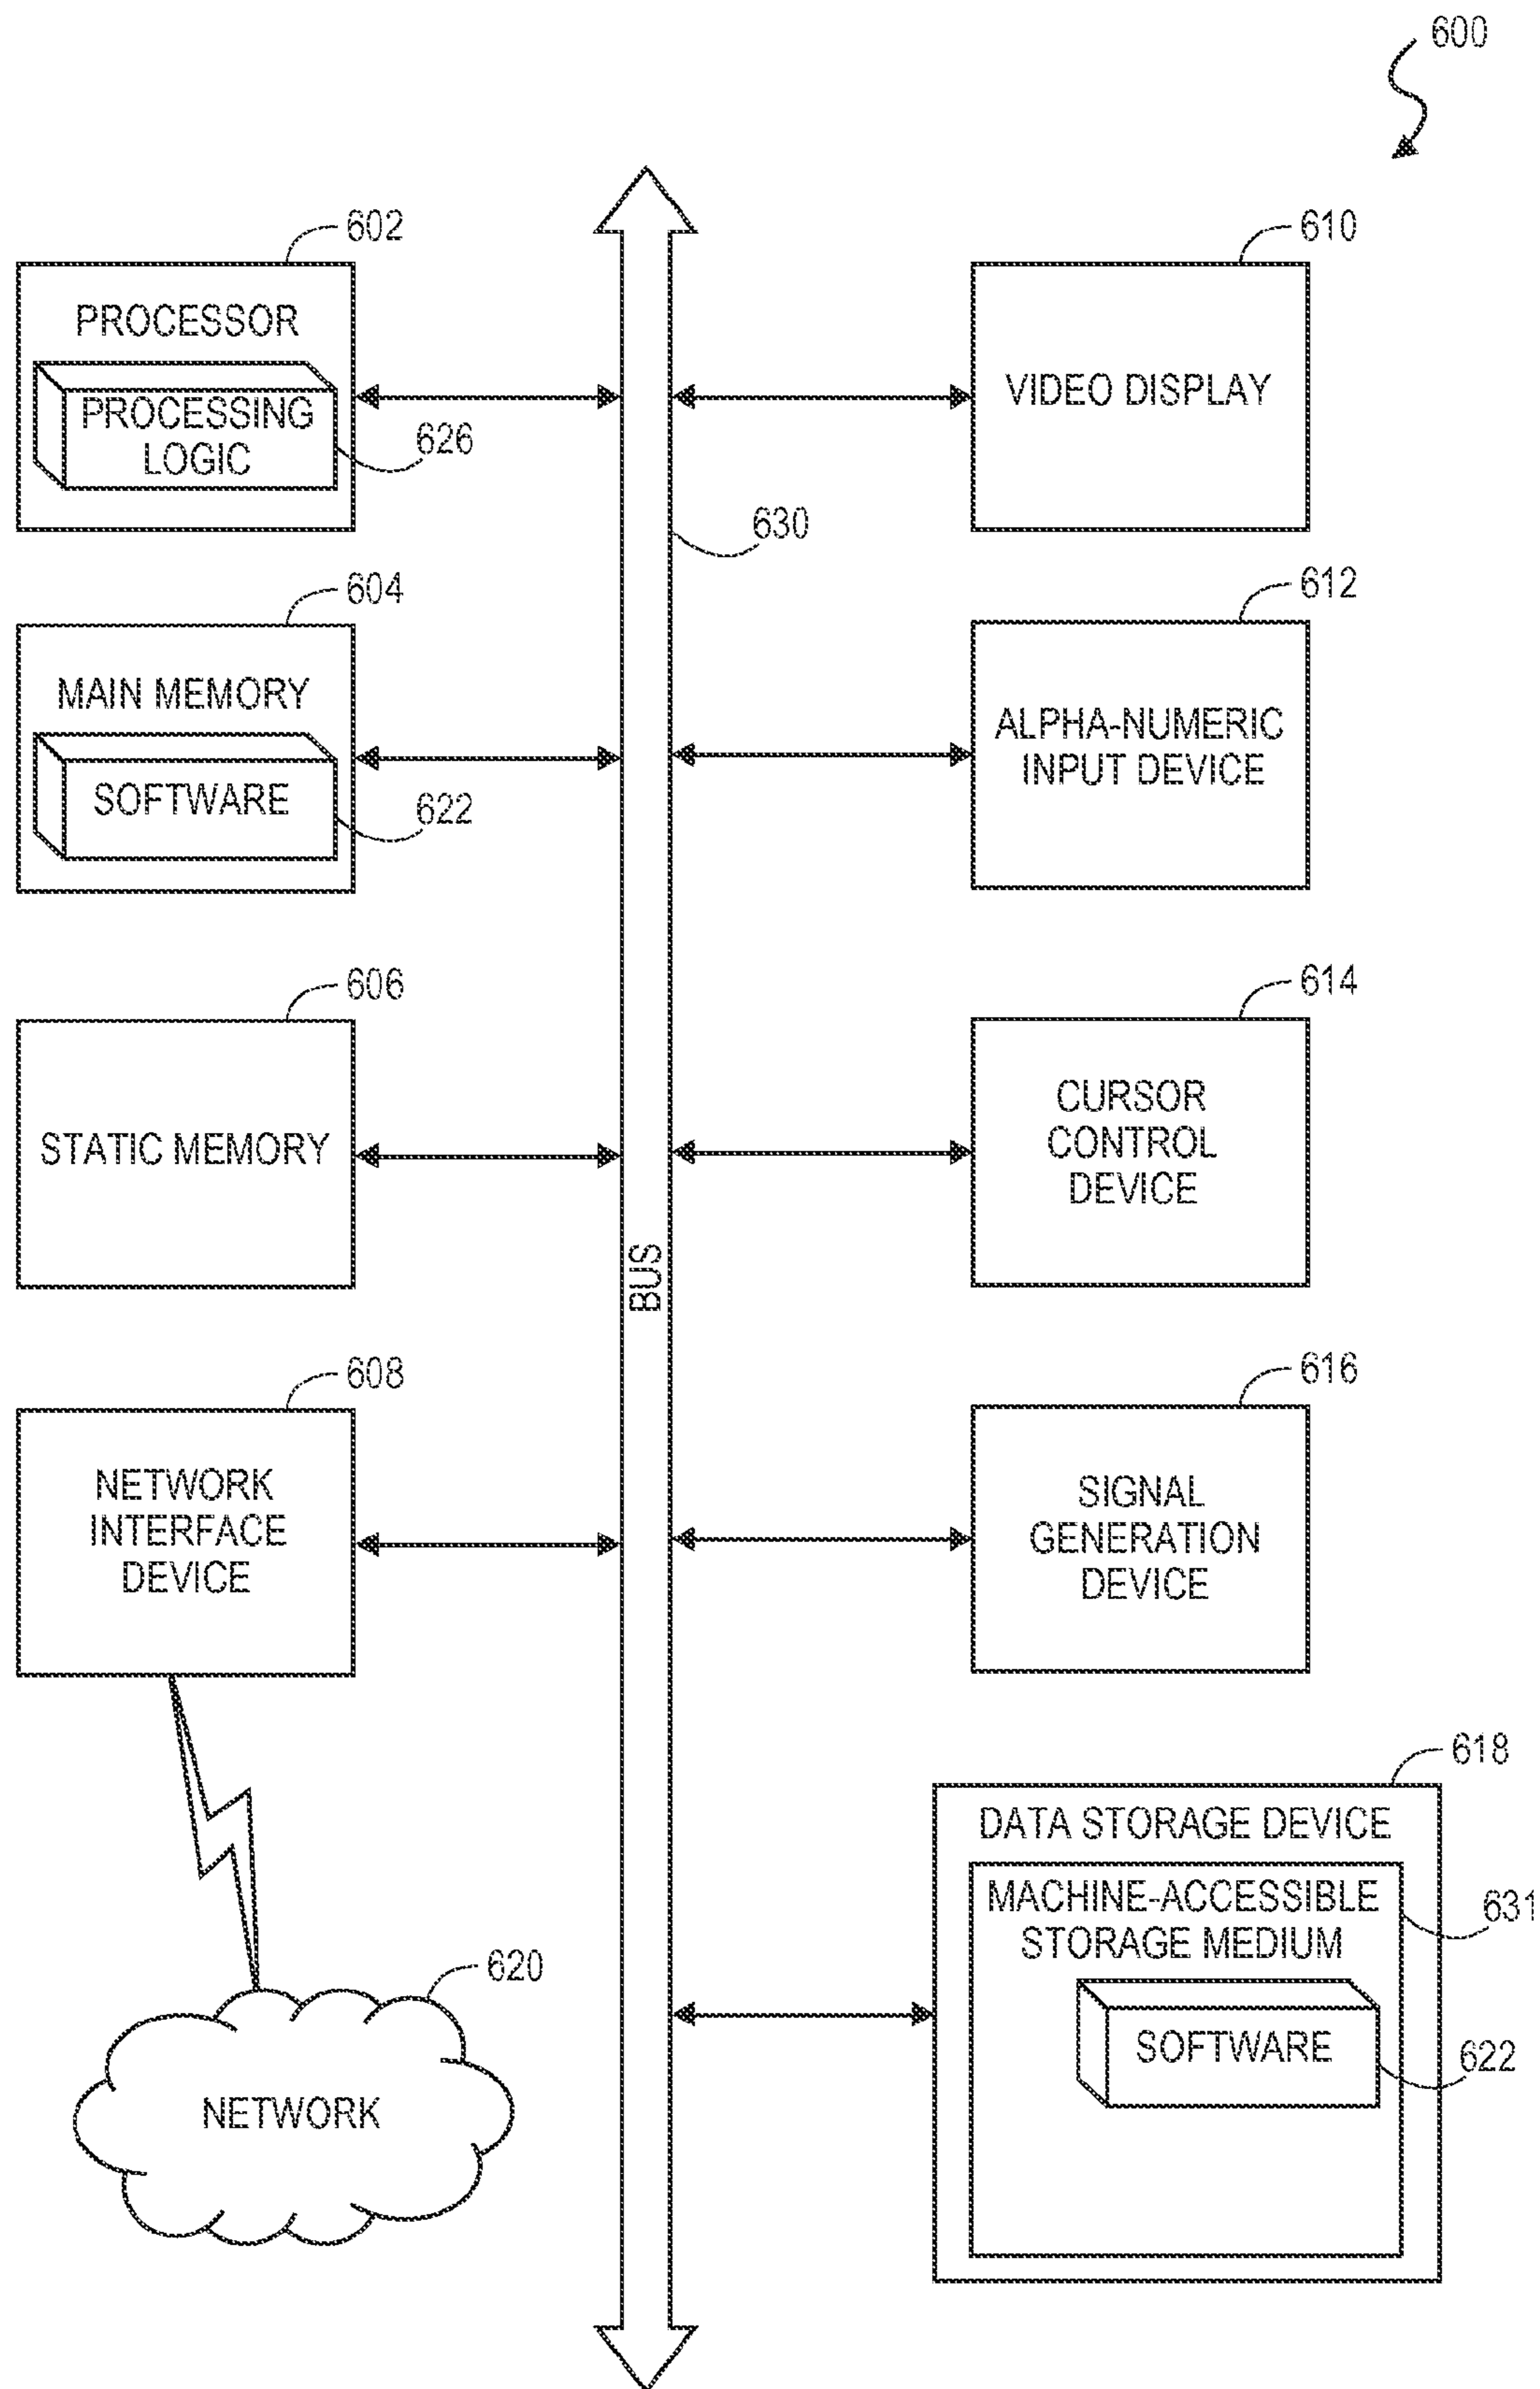 600
602
PROCESSOR
PROCESSING
LOGIC
626
610
VIDEO DISPLAY
630
604
MAIN MEMORY
SOFTWARE
622
612
ALPHA-NUMERIC
INPUT DEVICE
606
STATIC MEMORY
614
CURSOR
CONTROL
DEVICE
BUS
608
NETWORK
INTERFACE
DEVICE
616
SIGNAL
GENERATION
DEVICE
618
DATA STORAGE DEVICE
MACHINE-ACCESSIBLE
STORAGE MEDIUM
631
SOFTWARE
622
620
NETWORK